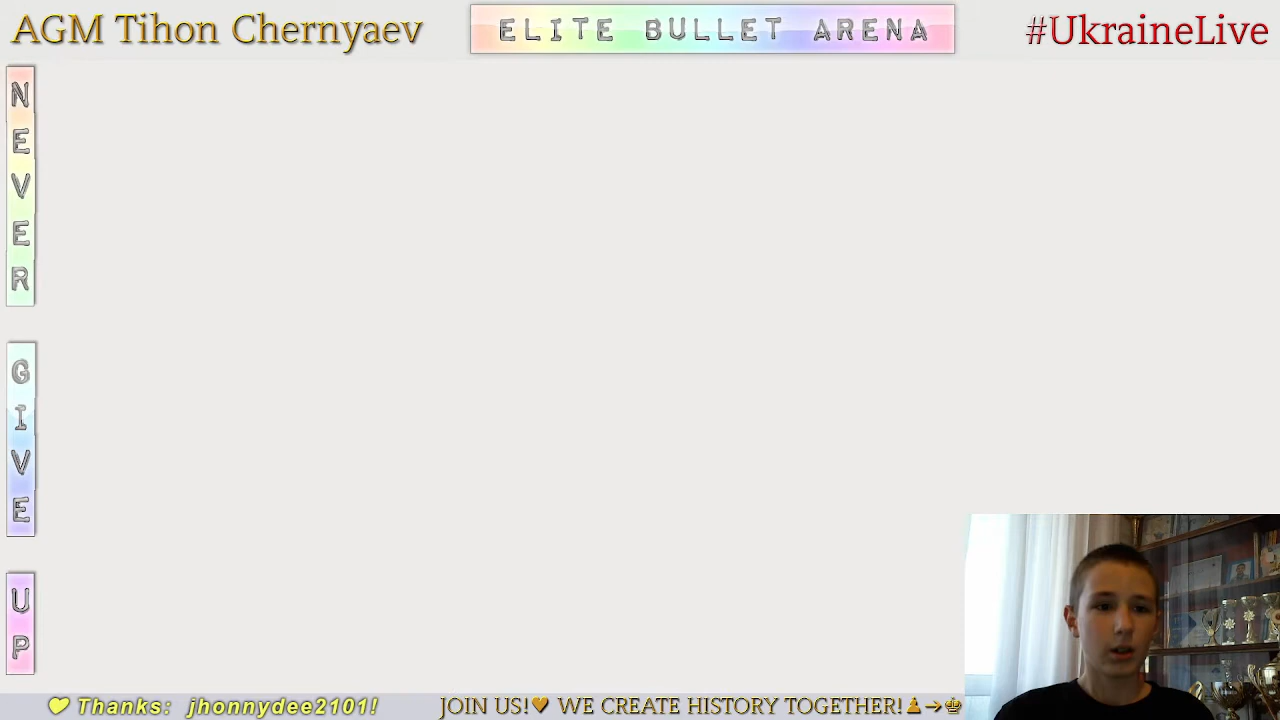 AGM Tihon Chernyaev
ELITE BULLET ARENA
#UkraineLive
NEVER
GIVE
UP
💛 Thanks: jhonnydee2101!
JOIN US!♥ WE CREATE HISTORY TOGETHER!♟→♚